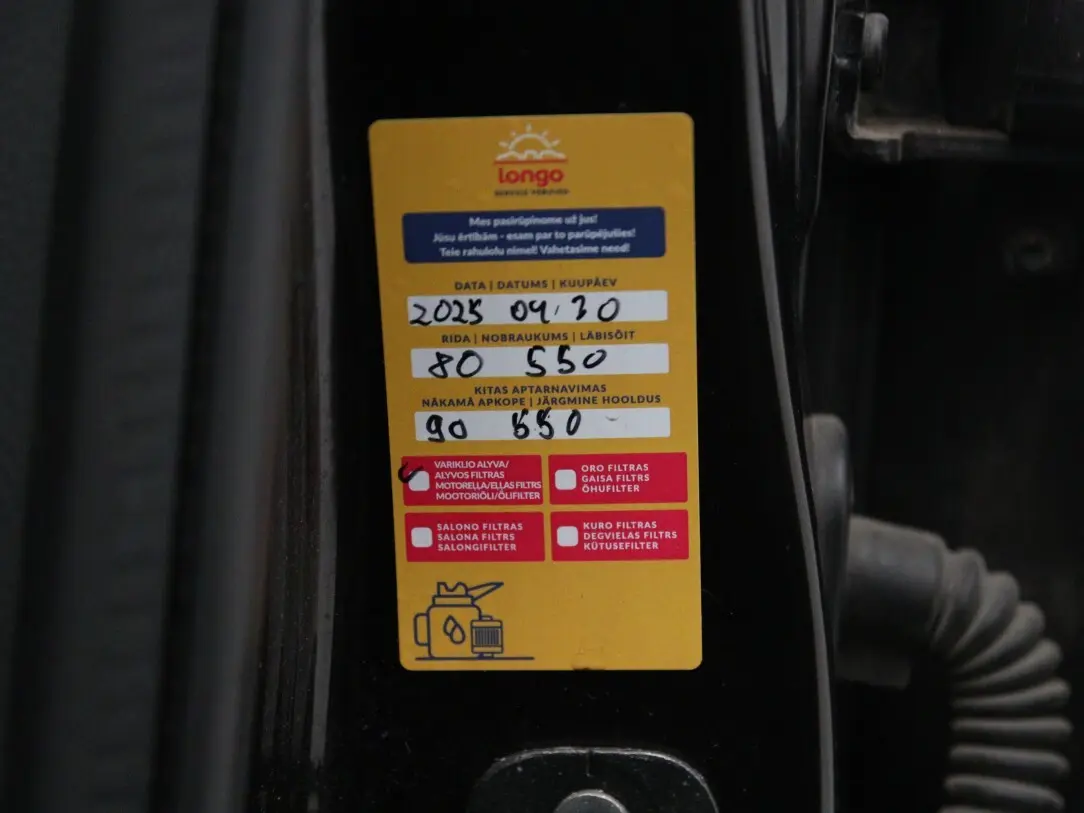 longo
SERVICE
Mes pasirūpinome už jus!
Jūsu ērtībām - esam par to parūpējušies!
Teie rahulolu nimel! Vahetasime need!
DATA | DATUMS | KUUPÄEV
2025 04.30
RIDA | NOBRAUKUMS | LÄBISÕIT
80 550
KITAS APTARNAVIMAS
NĀKAMĀ APKOPE | JÄRGMINE HOOLDUS
90 550
VARIKLIO ALYVA/
ALYVOS FILTRAS
MOTOREĻĻA/EĻĻAS FILTRS
MOOTORIÕLI/ÕLIFILTER
ORO FILTRAS
GAISA FILTRS
ÕHUFILTER
SALONO FILTRAS
SALONA FILTRS
SALONGIFILTER
KURO FILTRAS
DEGVIELAS FILTRS
KÜTUSEFILTER